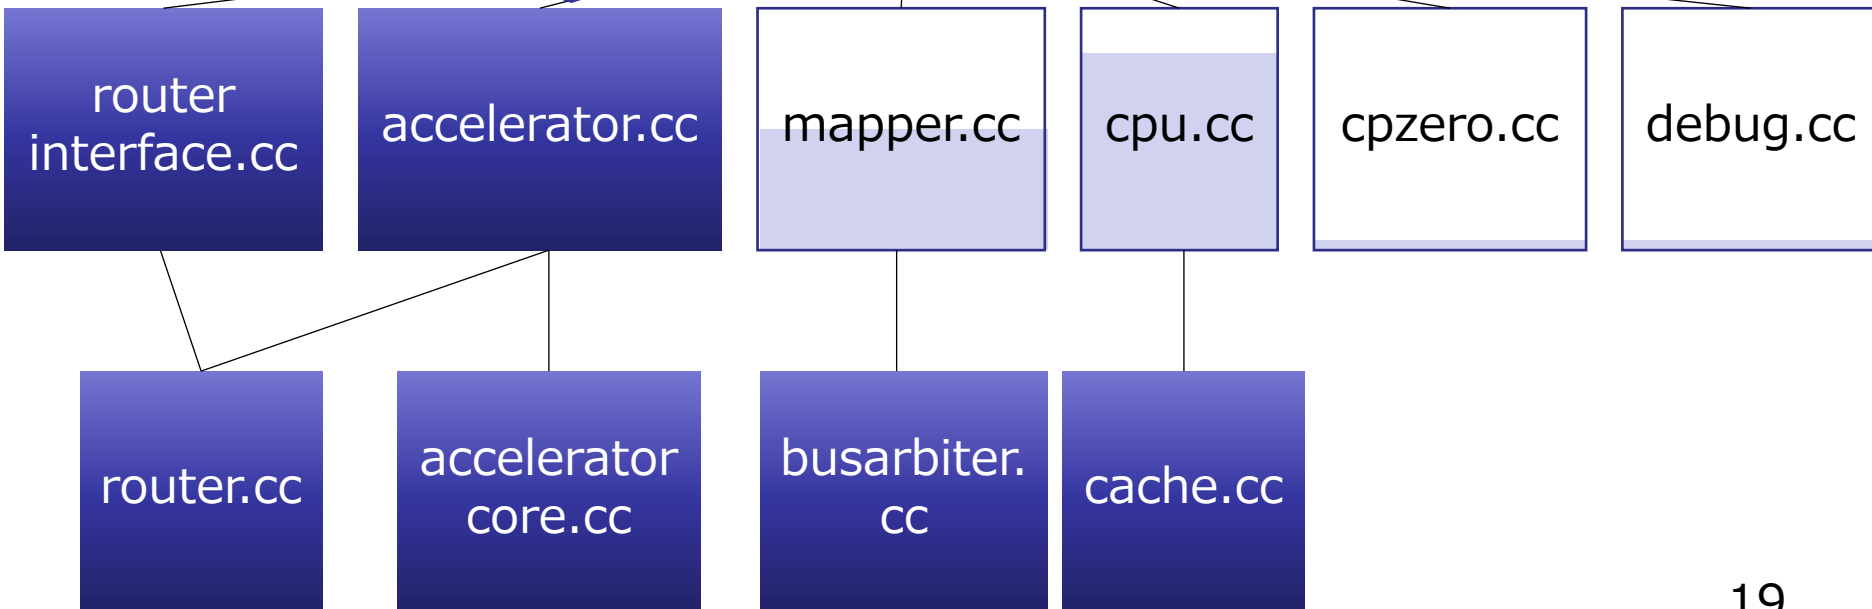 router
interface.cc
accelerator.cc
mapper.cc
cpu.cc
cpzero.cc
debug.cc
router.cc
accelerator
core.cc
busarbiter.
cc
cache.cc
19